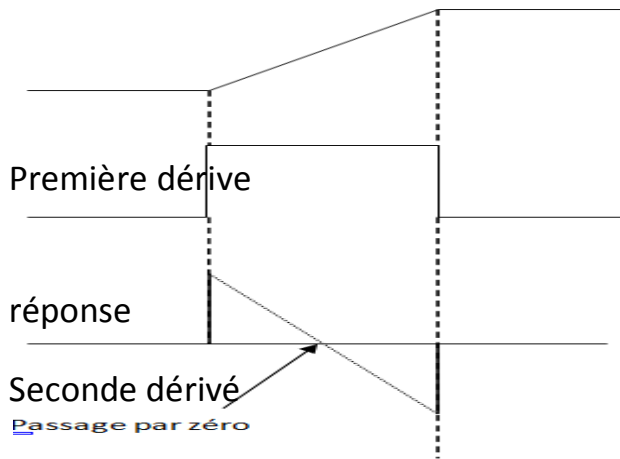 Première dérive
réponse
Seconde dérivé
Passage par zéro